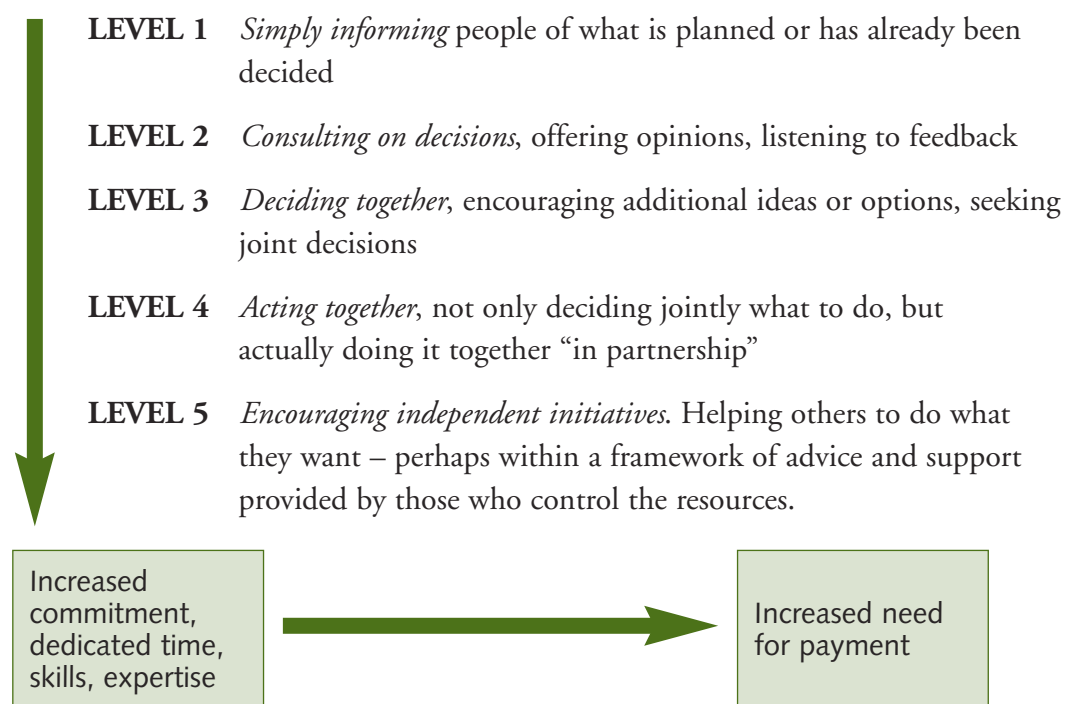 LEVEL 1 Simply informing people of what is planned or has already been
decided
LEVEL 2 Consulting on decisions, offering opinions, listening to feedback
LEVEL 3 Deciding together, encouraging additional ideas or options, seeking
joint decisions
LEVEL 4 Acting together, not only deciding jointly what to do, but
actually doing it together “in partnership”
LEVEL 5 Encouraging independent initiatives. Helping others to do what
they want – perhaps within a framework of advice and support
provided by those who control the resources.
Increased
commitment,
dedicated time,
skills, expertise
Increased need
for payment